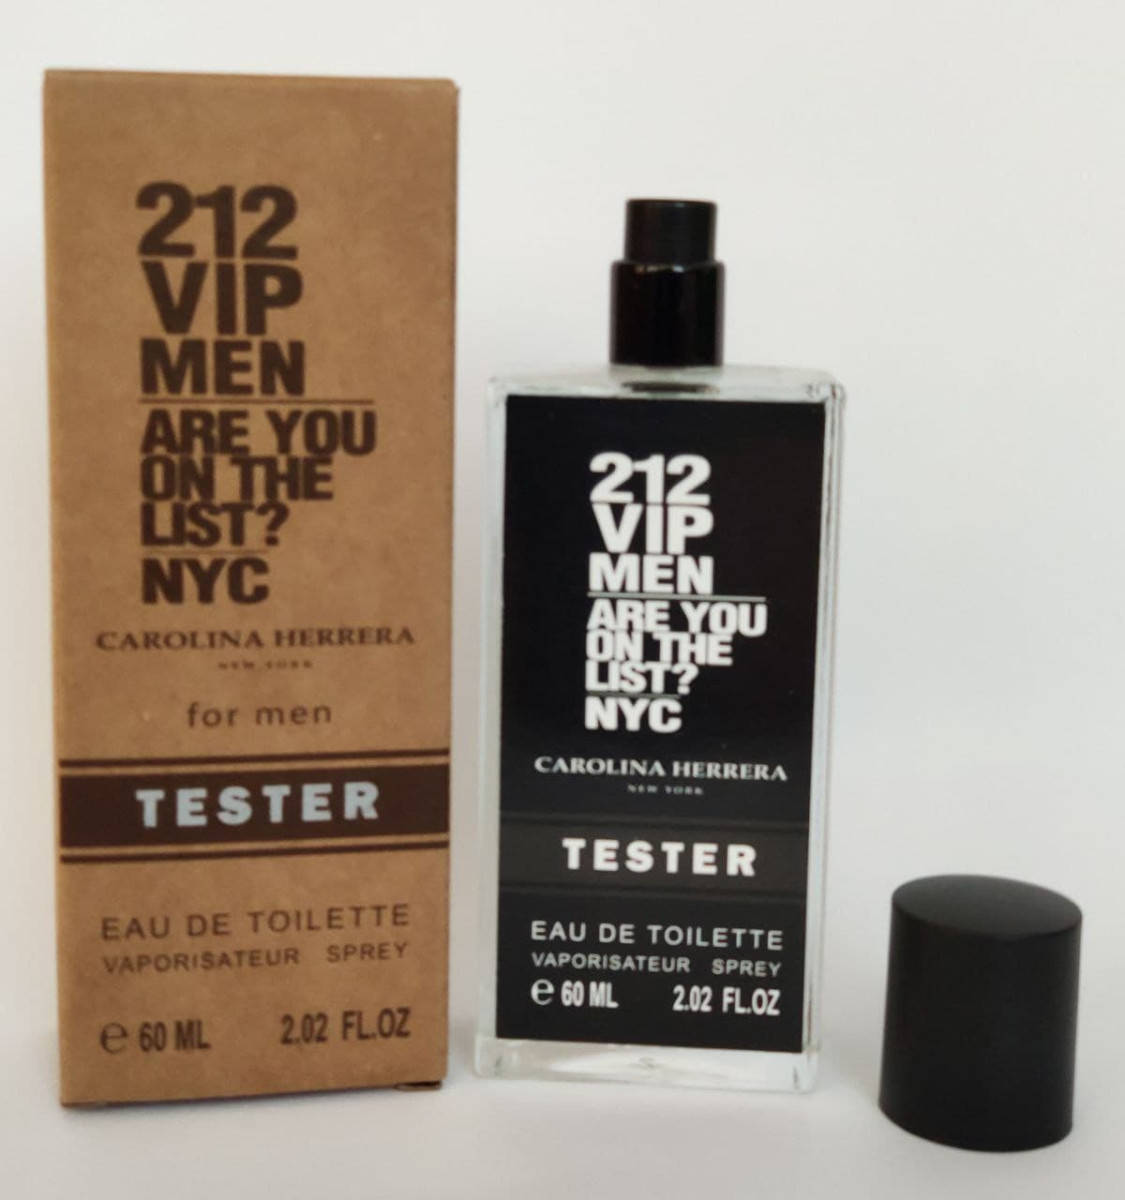 212
VIP
MEN
ARE YOU
ON THE
LIST?
NYC
CAROLINA HERRERA
NEW YORK
for men
TESTER
EAU DE TOILETTE
VAPORISATEUR SPREY
e 60 ML 2.02 FL.OZ
212
VIP
MEN
ARE YOU
ON THE
LIST?
NYC
CAROLINA HERRERA
NEW YORK
TESTER
EAU DE TOILETTE
VAPORISATEUR SPREY
e 60 ML 2.02 FL.OZ